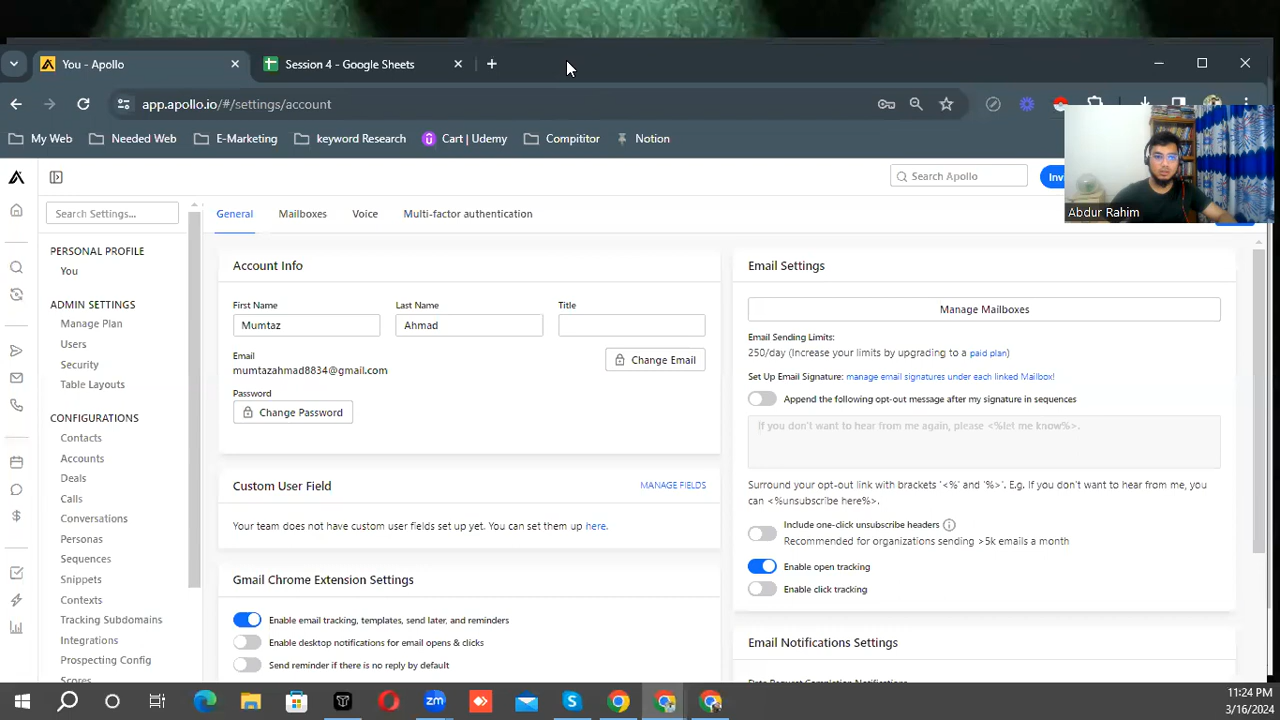 You - Apollo
Session 4 - Google Sheets
app.apollo.io/#/settings/account
My Web
Needed Web
E-Marketing
keyword Research
Cart | Udemy
Compititor
Notion
Search Apollo
Inv
Abdur Rahim
Search Settings...
General
Mailboxes
Voice
Multi-factor authentication
PERSONAL PROFILE
You
ADMIN SETTINGS
Manage Plan
Users
Security
Table Layouts
CONFIGURATIONS
Contacts
Accounts
Deals
Calls
Conversations
Personas
Sequences
Snippets
Contexts
Tracking Subdomains
Integrations
Prospecting Config
Scores
Account Info
First Name
Last Name
Title
Mumtaz
Ahmad
Email
mumtazahmad8834@gmail.com
Change Email
Password
Change Password
Custom User Field
MANAGE FIELDS
Your team does not have custom user fields set up yet. You can set them up here.
Gmail Chrome Extension Settings
Enable email tracking, templates, send later, and reminders
Enable desktop notifications for email opens & clicks
Send reminder if there is no reply by default
Email Settings
Manage Mailboxes
Email Sending Limits:
250/day (Increase your limits by upgrading to a paid plan)
Set Up Email Signature: manage email signatures under each linked Mailbox!
Append the following opt-out message after my signature in sequences
If you don't want to hear from me again, please <%let me know%>.
Surround your opt-out link with brackets '<%' and '%>'. E.g. If you don't want to hear from me, you
can <%unsubscribe here%>.
Include one-click unsubscribe headers
Recommended for organizations sending >5k emails a month
Enable open tracking
Enable click tracking
Email Notifications Settings
Data Request Completion Notifications
11:24 PM
3/16/2024